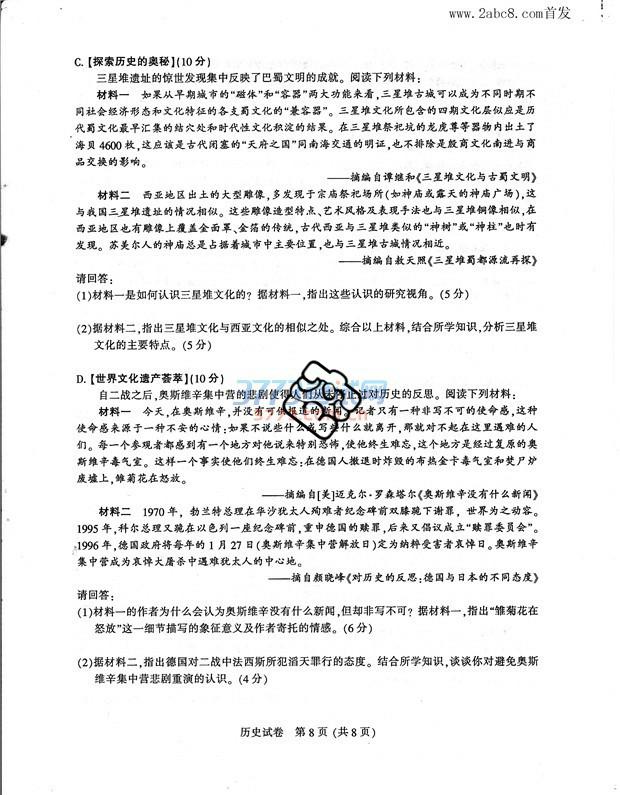 www.2abc8.com首发
C.【探索历史的奥秘】(10 分)
三星堆遗址的惊世发现集中反映了巴蜀文明的成就。阅读下列材料：
材料一 如果从早期城市的“磁体”和“容器”两大功能来看，三星堆古城可以成为不同时期不
同社会经济形态和文化特征的各支蜀文化的“兼容器”。三星堆文化所包含的四期文化层似应是历
代蜀文化最早汇集的结穴处和时代性文化积淀的结果。在三星堆祭祀坑的龙虎尊等器物内出土了
海贝 4600 枚，这应该是古代闭塞的“天府之国”同南海交通的明证，也不排除是殷商文化南进与商
品交换的影响。
——摘编自谭继和《三星堆文化与古蜀文明》
材料二 西亚地区出土的大型雕像，多发现于宗庙祭祀场所(如神庙或露天的神庙广场)，这
与我国三星堆遗址的情况相似。这些雕像造型特点、艺术风格及表现手法也与三星堆铜像相似，在
西亚地区也有雕像上覆盖金面罩、金箔的传统，古代西亚与三星堆类似的“神树”或“神柱”也时有
发现。苏美尔人的神庙总是占据着城市中主要位置，也与三星堆古城情况相近。
——摘编自敖天照《三星堆蜀都源流再探》
请回答：
(1)材料一是如何认识三星堆文化的？据材料一，指出这些认识的研究视角。(5 分)
(2)据材料二，指出三星堆文化与西亚文化的相似之处。综合以上材料，结合所学知识，分析三星堆
文化的主要特点。(5 分)
D.【世界文化遗产荟萃】(10 分)
自二战之后，奥斯维辛集中营的悲剧使得人们从未停止过对历史的反思。阅读下列材料：
材料一 今天，在奥斯维辛，并没有可供报道的新闻。记者只有一种非写不可的使命感，这种
使命感来源于一种不安的心情：如果不说些什么或写些什么就离开，那就对不起在这里遇难的人
们。每一个参观者都感到有一个地方对他说来特别恐怖，使他终生难忘，这个地方是经过复原的奥
斯维辛毒气室。这样一个事实使他们终生难忘：在德国人撤退时炸毁的布热金卡毒气室和焚尸炉
废墟上，雏菊花在怒放。
——摘编自[美]迈克尔·罗森塔尔《奥斯维辛没有什么新闻》
材料二 1970 年，勃兰特总理在华沙犹太人殉难者纪念碑前双膝跪下谢罪，世界为之动容。
1995 年，科尔总理又跪在以色列一座纪念碑前，重申德国的赎罪，后来又倡议成立“赎罪委员会”。
1996 年，德国政府将每年的 1 月 27 日(奥斯维辛集中营解放日)定为纳粹受害者哀悼日。奥斯维辛
集中营成为哀悼大屠杀中遇难犹太人的中心地。
——摘自颜晓峰《对历史的反思：德国与日本的不同态度》
请回答：
(1)材料一的作者为什么会认为奥斯维辛没有什么新闻，但却非写不可？据材料一，指出“雏菊花在
怒放”这一细节描写的象征意义及作者寄托的情感。(6 分)
(2)据材料二，指出德国对二战中法西斯所犯滔天罪行的态度。结合所学知识，谈谈你对避免奥斯
维辛集中营悲剧重演的认识。(4 分)
历史试卷 第 8 页 (共 8 页)